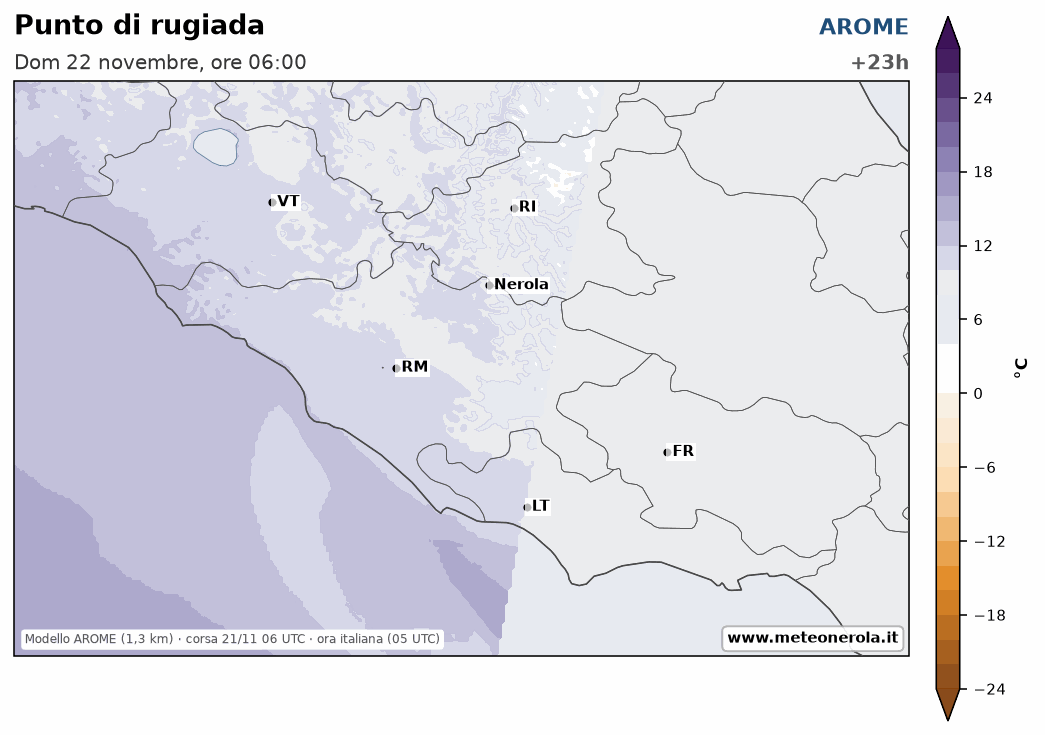 Punto di rugiada
AROME
Dom 22 novembre, ore 06:00
+23h
VT
RI
Nerola
RM
FR
LT
Modello AROME (1,3 km) · corsa 21/11 06 UTC · ora italiana (05 UTC)
www.meteonerola.it
24
18
12
6
0
−6
−12
−18
−24
°C